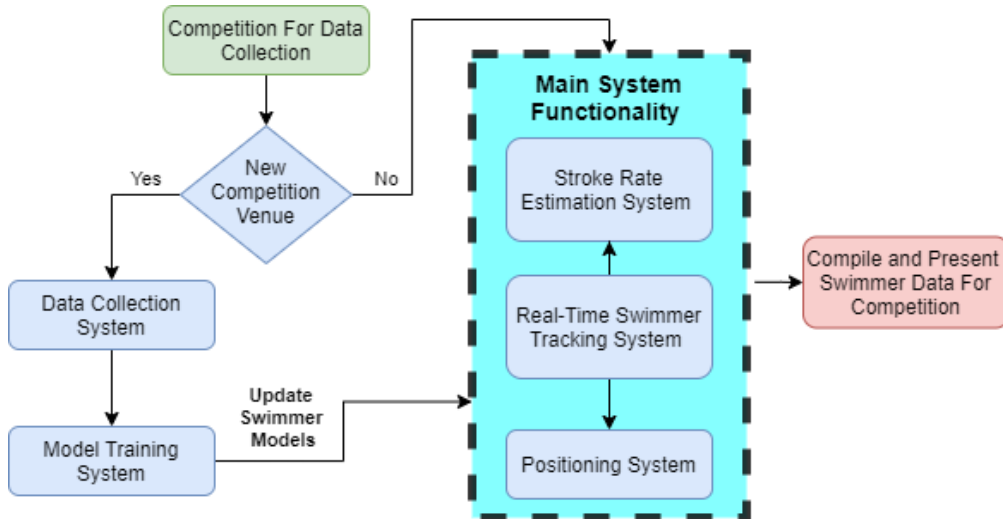 Competition For Data
Collection
New
Competition
Venue
Yes
No
Data Collection
System
Model Training
System
Update
Swimmer
Models
Main System
Functionality
Stroke Rate
Estimation System
Real-Time Swimmer
Tracking System
Positioning System
Compile and Present
Swimmer Data For
Competition